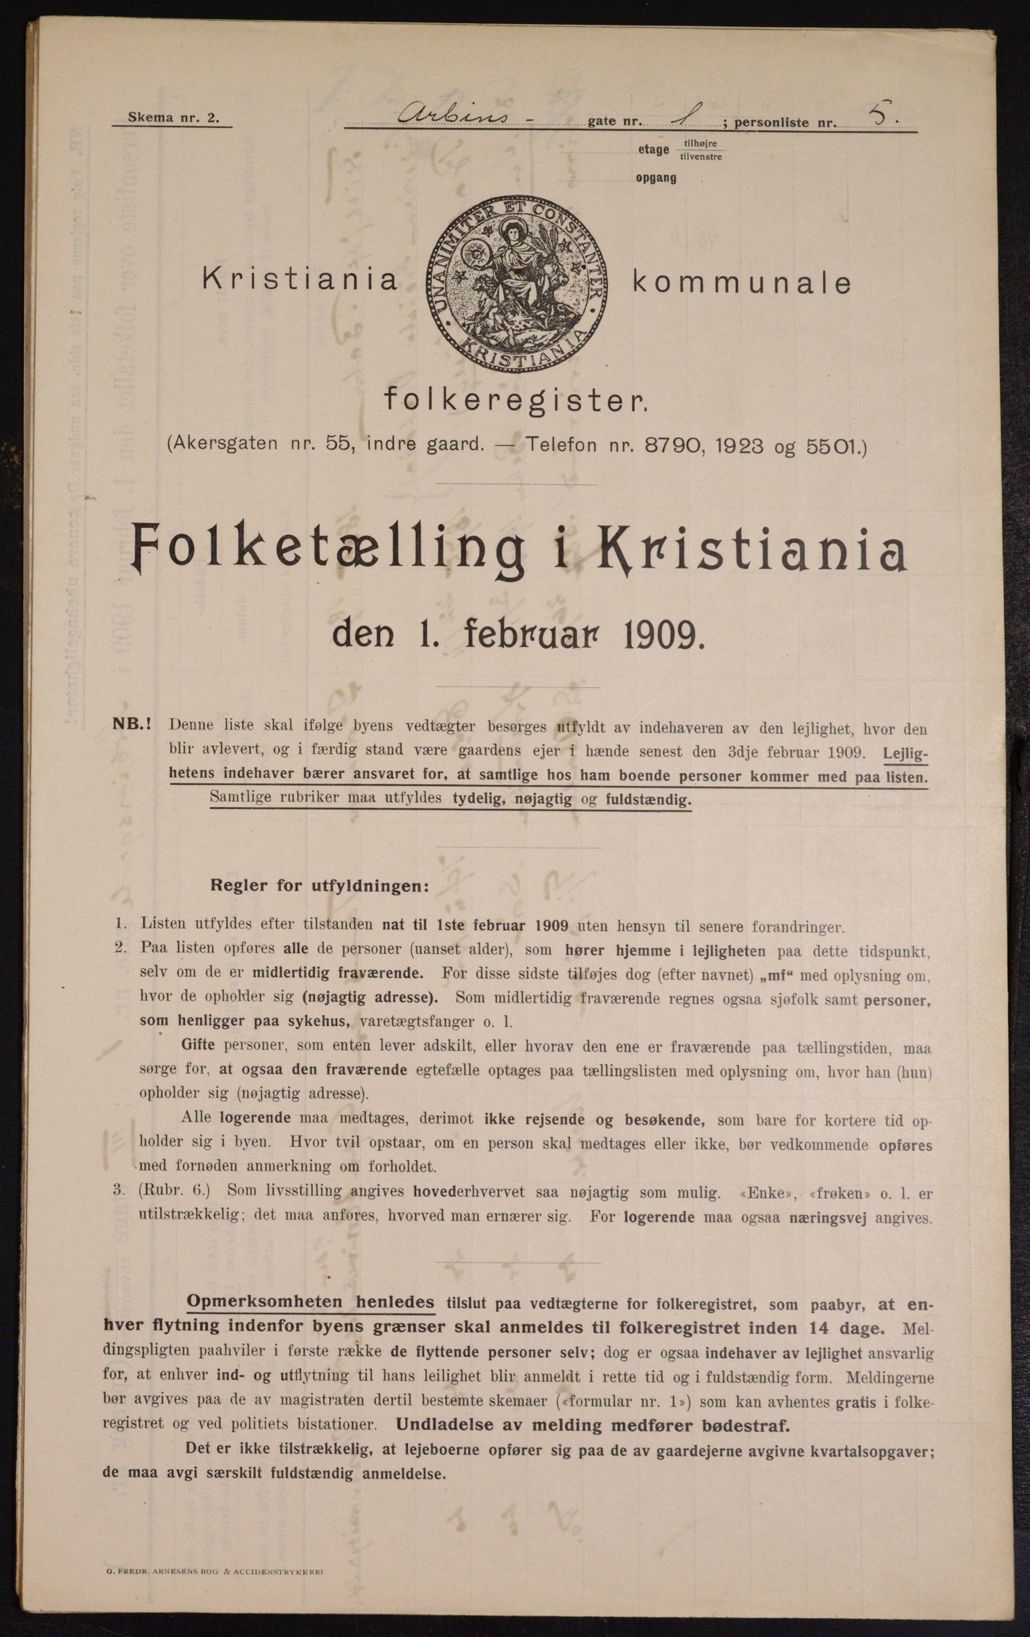 Skema nr. 2.
Arbins - gate nr. 1 ; personliste nr. 5.
etage tilhøjre
tilvenstre
opgang
UNANIMITER ET CONSTANTER
KRISTIANIA
Kristiania kommunale
folkeregister.
(Akersgaten nr. 55, indre gaard. — Telefon nr. 8790, 1923 og 5501.)
Folketælling i Kristiania
den 1. februar 1909.
NB.! Denne liste skal ifølge byens vedtægter besørges utfyldt av indehaveren av den lejlighet, hvor den
blir avlevert, og i færdig stand være gaardens ejer i hænde senest den 3dje februar 1909. Lejlig-
hetens indehaver bærer ansvaret for, at samtlige hos ham boende personer kommer med paa listen.
Samtlige rubriker maa utfyldes tydelig, nøjagtig og fuldstændig.
Regler for utfyldningen:
1. Listen utfyldes efter tilstanden nat til 1ste februar 1909 uten hensyn til senere forandringer.
2. Paa listen opføres alle de personer (uanset alder), som hører hjemme i lejligheten paa dette tidspunkt,
selv om de er midlertidig fraværende. For disse sidste tilføjes dog (efter navnet) „mf“ med oplysning om,
hvor de opholder sig (nøjagtig adresse). Som midlertidig fraværende regnes ogsaa sjøfolk samt personer,
som henligger paa sykehus, varetægtsfanger o. l.
Gifte personer, som enten lever adskilt, eller hvorav den ene er fraværende paa tællingstiden, maa
sørge for, at ogsaa den fraværende egtefælle optages paa tællingslisten med oplysning om, hvor han (hun)
opholder sig (nøjagtig adresse).
Alle logerende maa medtages, derimot ikke rejsende og besøkende, som bare for kortere tid op-
holder sig i byen. Hvor tvil opstaar, om en person skal medtages eller ikke, bør vedkommende opføres
med fornøden anmerkning om forholdet.
3. (Rubr. 6.) Som livsstilling angives hovederhvervet saa nøjagtig som mulig. «Enke», «frøken» o. l. er
utilstrækkelig; det maa anføres, hvorved man ernærer sig. For logerende maa ogsaa næringsvej angives.
Opmerksomheten henledes tilslut paa vedtægterne for folkeregistret, som paabyr, at en-
hver flytning indenfor byens grænser skal anmeldes til folkeregistret inden 14 dage. Mel-
dingspligten paahviler i første række de flyttende personer selv; dog er ogsaa indehaver av lejlighet ansvarlig
for, at enhver ind- og utflytning til hans leilighet blir anmeldt i rette tid og i fuldstændig form. Meldingerne
bør avgives paa de av magistraten dertil bestemte skemaer («formular nr. 1») som kan avhentes gratis i folke-
registret og ved politiets bistationer. Undladelse av melding medfører bødestraf.
Det er ikke tilstrækkelig, at lejeboerne opfører sig paa de av gaardejerne avgivne kvartalsopgaver;
de maa avgi særskilt fuldstændig anmeldelse.
O. FREDR. ARNESENS BOG- & ACCIDENSTRYKKERI